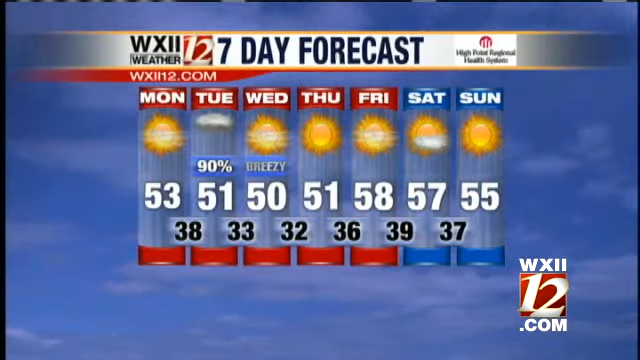 WXII 12 7 DAY FORECAST
WEATHER
High Point Regional
Health System
WXII12.COM
MON TUE WED THU FRI SAT SUN
90% BREEZY
53 51 50 51 58 57 55
38 33 32 36 39 37
WXII
12
.COM